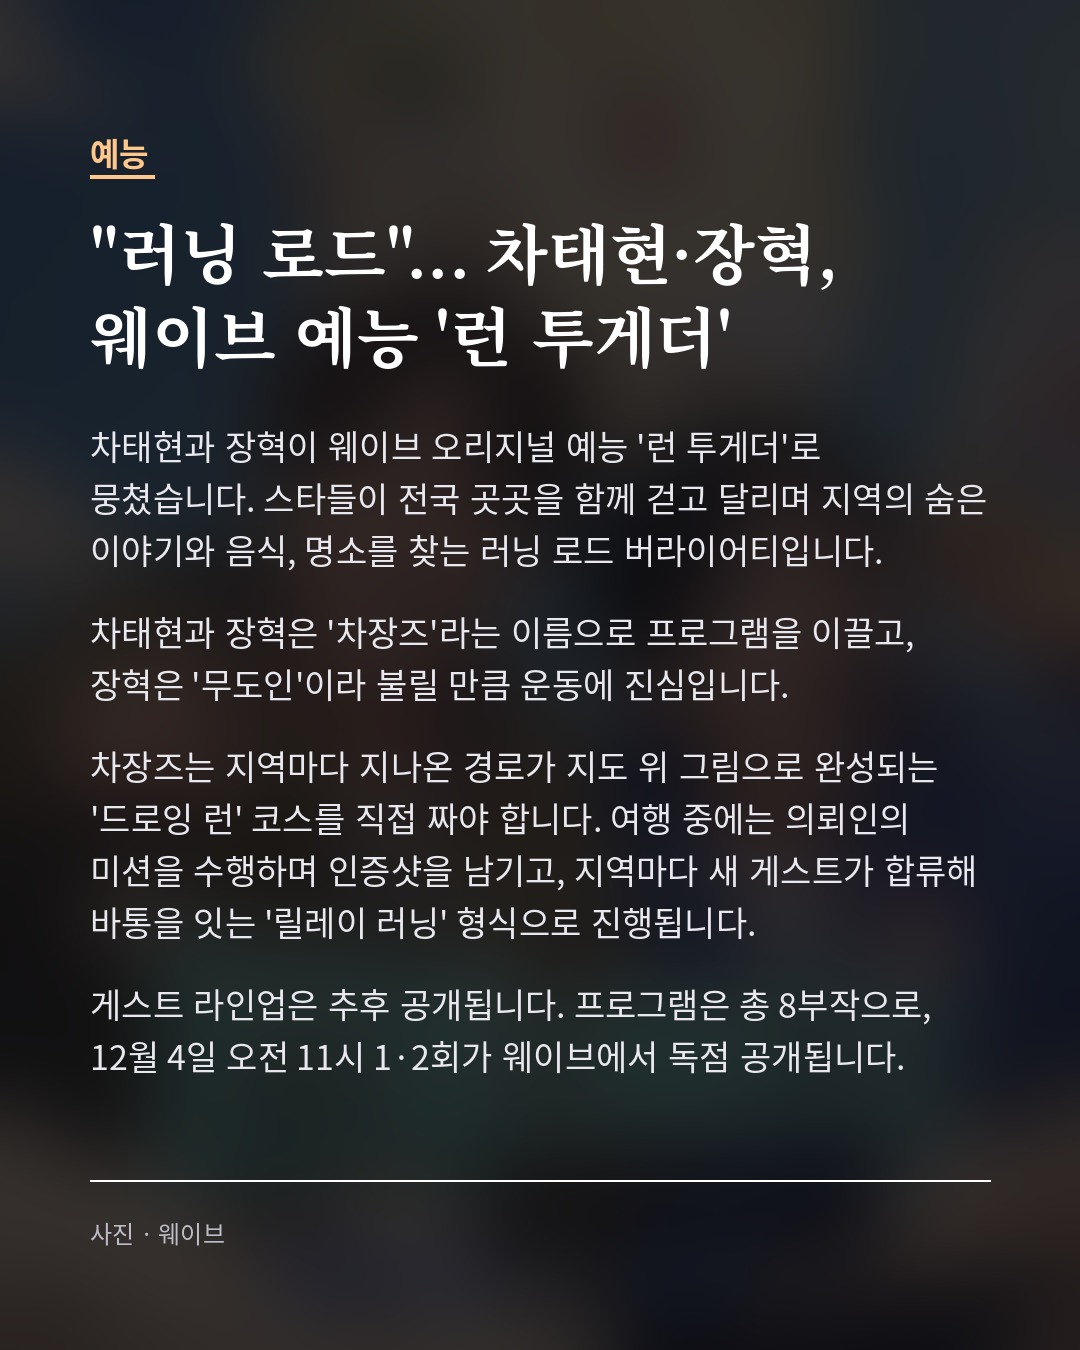 예능
"러닝 로드"... 차태현·장혁,
웨이브 예능 '런 투게더'
차태현과 장혁이 웨이브 오리지널 예능 '런 투게더'로
뭉쳤습니다. 스타들이 전국 곳곳을 함께 걷고 달리며 지역의 숨은
이야기와 음식, 명소를 찾는 러닝 로드 버라이어티입니다.
차태현과 장혁은 '차장즈'라는 이름으로 프로그램을 이끌고,
장혁은 '무도인'이라 불릴 만큼 운동에 진심입니다.
차장즈는 지역마다 지나온 경로가 지도 위 그림으로 완성되는
'드로잉 런' 코스를 직접 짜야 합니다. 여행 중에는 의뢰인의
미션을 수행하며 인증샷을 남기고, 지역마다 새 게스트가 합류해
바통을 잇는 '릴레이 러닝' 형식으로 진행됩니다.
게스트 라인업은 추후 공개됩니다. 프로그램은 총 8부작으로,
12월 4일 오전 11시 1·2회가 웨이브에서 독점 공개됩니다.
사진 · 웨이브